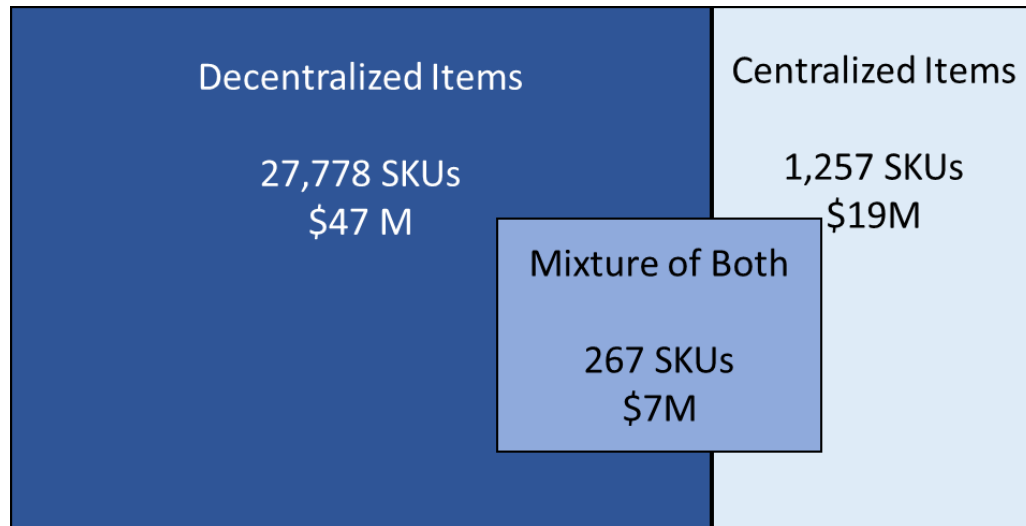 Decentralized Items
27,778 SKUs
$47 M
Centralized Items
1,257 SKUs
$19M
Mixture of Both
267 SKUs
$7M